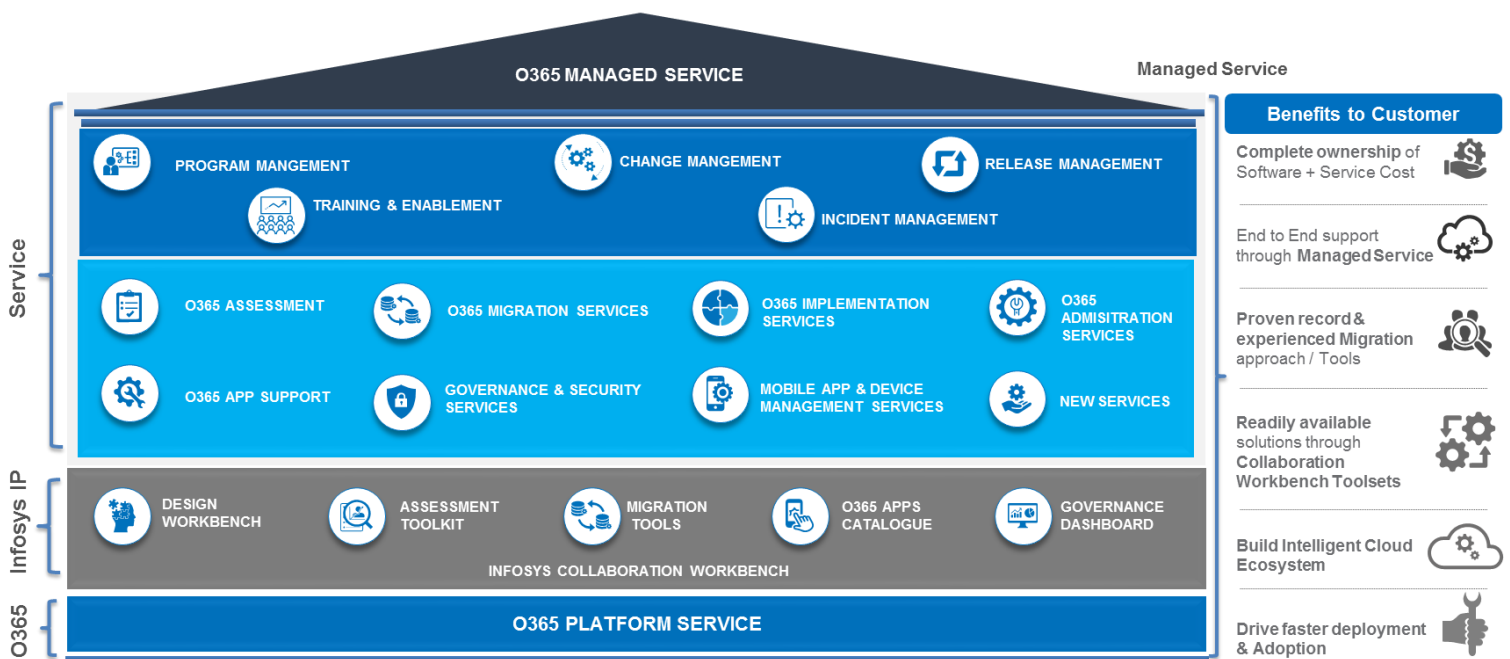 O365 MANAGED SERVICE
Managed Service
Service
PROGRAM MANGEMENT
CHANGE MANGEMENT
RELEASE MANAGEMENT
TRAINING & ENABLEMENT
INCIDENT MANAGEMENT
O365 ASSESSMENT
O365 MIGRATION SERVICES
O365 IMPLEMENTATION
SERVICES
O365
ADMISITRATION
SERVICES
O365 APP SUPPORT
GOVERNANCE & SECURITY
SERVICES
MOBILE APP & DEVICE
MANAGEMENT SERVICES
NEW SERVICES
Infosys IP
DESIGN
WORKBENCH
ASSESSMENT
TOOLKIT
MIGRATION
TOOLS
O365 APPS
CATALOGUE
GOVERNANCE
DASHBOARD
INFOSYS COLLABORATION WORKBENCH
O365
O365 PLATFORM SERVICE
Benefits to Customer
Complete ownership of
Software + Service Cost
End to End support
through Managed Service
Proven record &
experienced Migration
approach / Tools
Readily available
solutions through
Collaboration
Workbench Toolsets
Build Intelligent Cloud
Ecosystem
Drive faster deployment
& Adoption